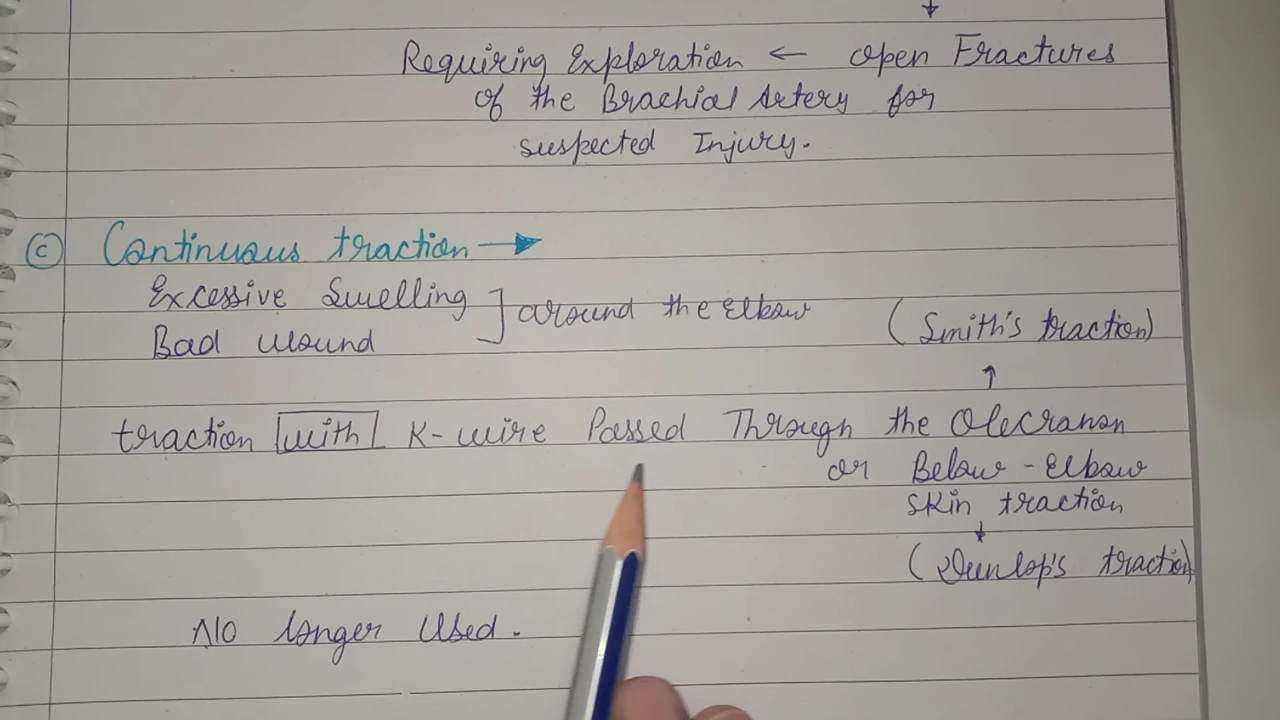 Requiring Exploration ← open Fractures
of the Brachial Artery for
suspected Injury.
(c) Continuous traction →
Excessive Swelling ] around the Elbow
Bad wound
(Smith's traction)
↑
traction with K-wire Passed Through the Olecranon
or Below-Elbow
skin traction
↓
(Dunlop's traction)
No longer Used.